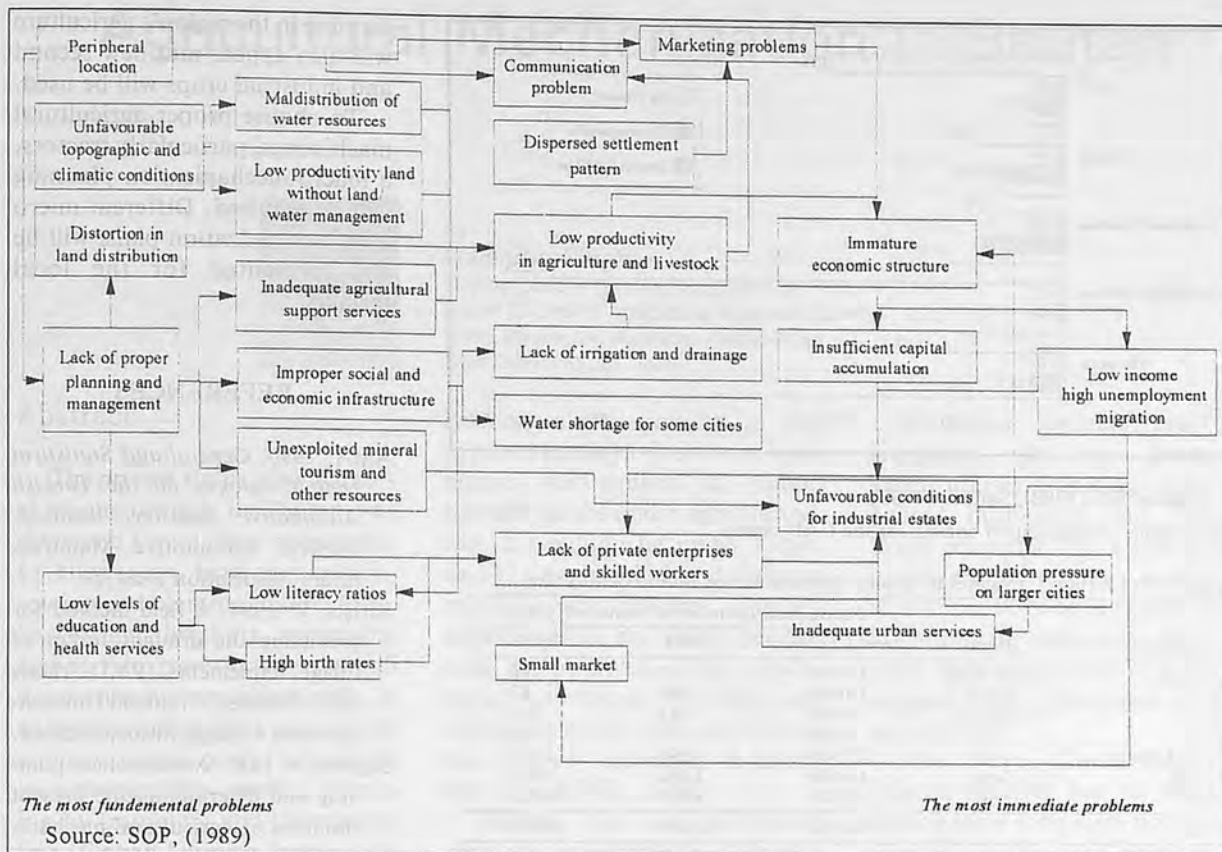 Peripheral
location
Marketing problems
Communication
problem
Maldistribution of
water resources
Unfavourable
topographic and
climatic conditions
Dispersed settlement
pattern
Low productivity land
without land
water management
Distortion in
land distribution
Low productivity
in agriculture and livestock
Immature
economic structure
Inadequate agricultural
support services
Lack of proper
planning and
management
Improper social and
economic infrastructure
Lack of irrigation and drainage
Insufficient capital
accumulation
Low income
high unemployment
migration
Water shortage for some cities
Unexploited mineral
tourism and
other resources
Unfavourable conditions
for industrial estates
Lack of private enterprises
and skilled workers
Population pressure
on larger cities
Low levels of
education and
health services
Low literacy ratios
Inadequate urban services
High birth rates
Small market
The most fundemental problems
The most immediate problems
Source. SOP, (1989)